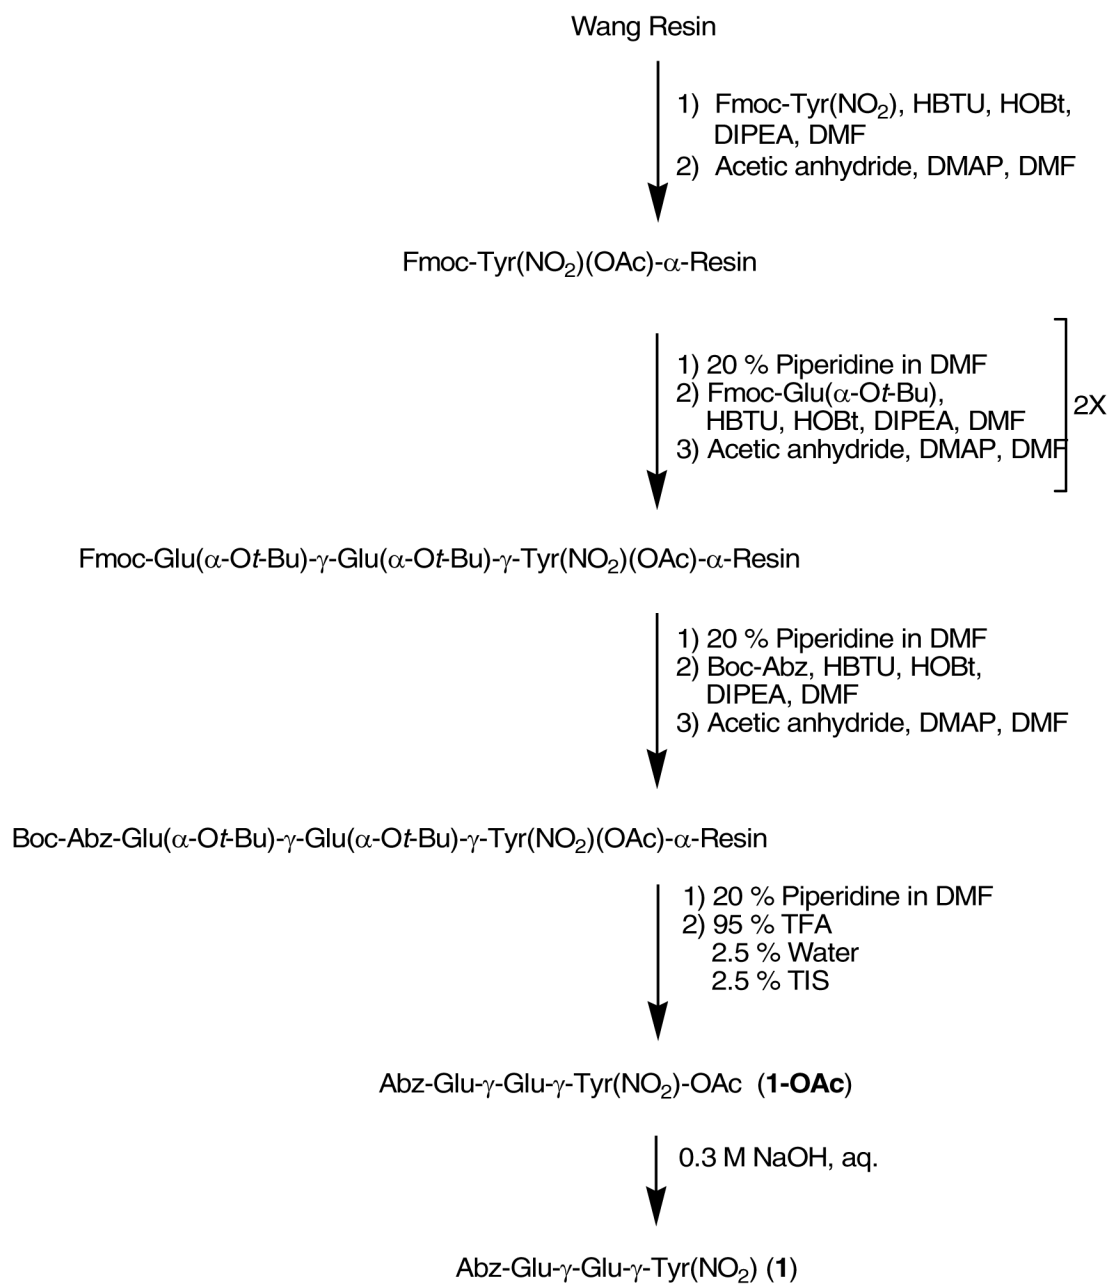 Wang Resin
1) Fmoc-Tyr(NO₂), HBTU, HOBt,
DIPEA, DMF
2) Acetic anhydride, DMAP, DMF
Fmoc-Tyr(NO₂)(OAc)-α-Resin
1) 20 % Piperidine in DMF
2) Fmoc-Glu(α-Ot-Bu),
HBTU, HOBt, DIPEA, DMF
3) Acetic anhydride, DMAP, DMF
2X
Fmoc-Glu(α-Ot-Bu)-γ-Glu(α-Ot-Bu)-γ-Tyr(NO₂)(OAc)-α-Resin
1) 20 % Piperidine in DMF
2) Boc-Abz, HBTU, HOBt,
DIPEA, DMF
3) Acetic anhydride, DMAP, DMF
Boc-Abz-Glu(α-Ot-Bu)-γ-Glu(α-Ot-Bu)-γ-Tyr(NO₂)(OAc)-α-Resin
1) 20 % Piperidine in DMF
2) 95 % TFA
2.5 % Water
2.5 % TIS
Abz-Glu-γ-Glu-γ-Tyr(NO₂)-OAc (1-OAc)
0.3 M NaOH, aq.
Abz-Glu-γ-Glu-γ-Tyr(NO₂) (1)